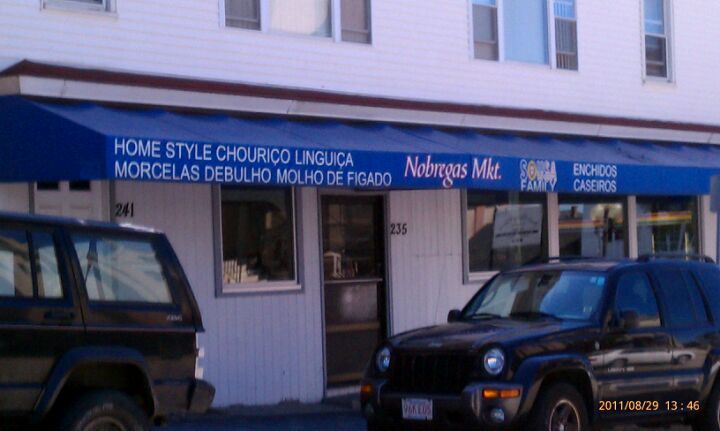 HOME STYLE CHOURIÇO LINGUIÇA
MORCELAS DEBULHO MOLHO DE FIGADO
Nobregas Mkt.
SOUSA
FAMILY
ENCHIDOS
CASEIROS
241
235
2011/08/29 13:46